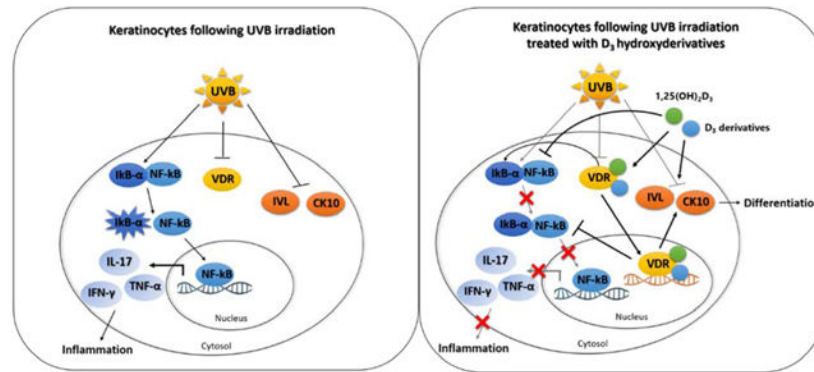 Keratinocytes following UVB irradiation
UVB
IkB-α NF-kB
VDR
IVL CK10
IkB-α NF-kB
IL-17
IFN-γ TNF-α
NF-kB
Nucleus
Cytosol
Inflammation
Keratinocytes following UVB irradiation
treated with D3 hydroxyderivatives
UVB
1,25(OH)2D3
D3 derivatives
IkB-α NF-kB
VDR
IVL CK10
Differentiatio
IkB-α NF-kB
IL-17
IFN-γ TNF-α
NF-kB
VDR
Nucleus
Cytosol
Inflammation